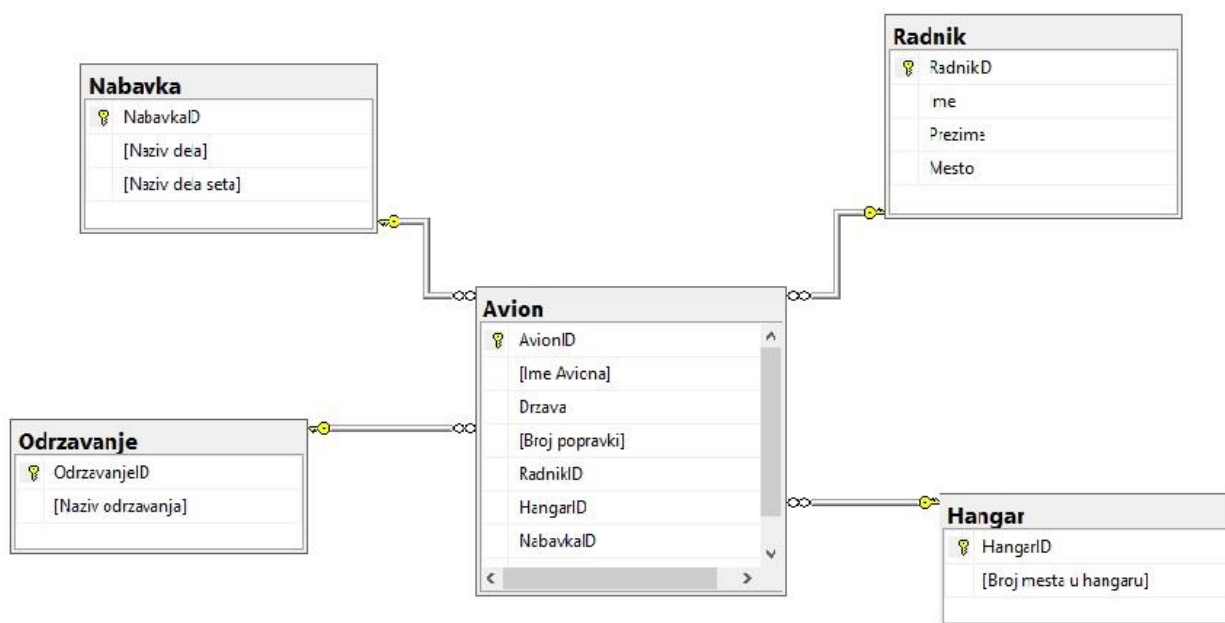 Nabavka
NabavkaID
[Naziv dela]
[Naziv dela seta]
Radnik
RadnikD
Ime
Prezime
Mesto
Avion
AvionID
[Ime Aviona]
Drzava
[Broj popravki]
RadnikID
HangarID
NabavkaID
Odrzavanje
OdrzavanjeID
[Naziv odrzavanja]
Hangar
HangarID
[Broj mesta u hangaru]